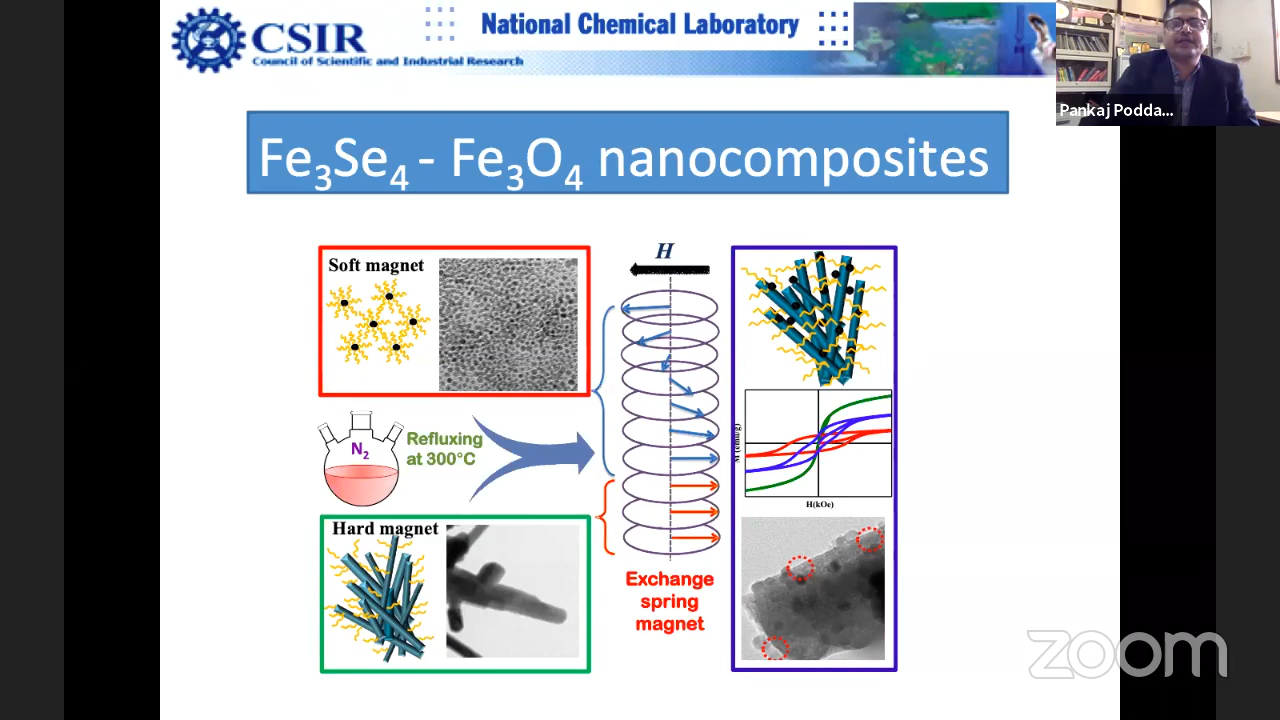 CSIR
Council of Scientific and Industrial Research
National Chemical Laboratory
Pankaj Podda...
Fe₃Se₄ - Fe₃O₄ nanocomposites
Soft magnet
N₂
Refluxing
at 300°C
Hard magnet
H
Exchange
spring
magnet
M (emu/g)
H(kOe)
zoom